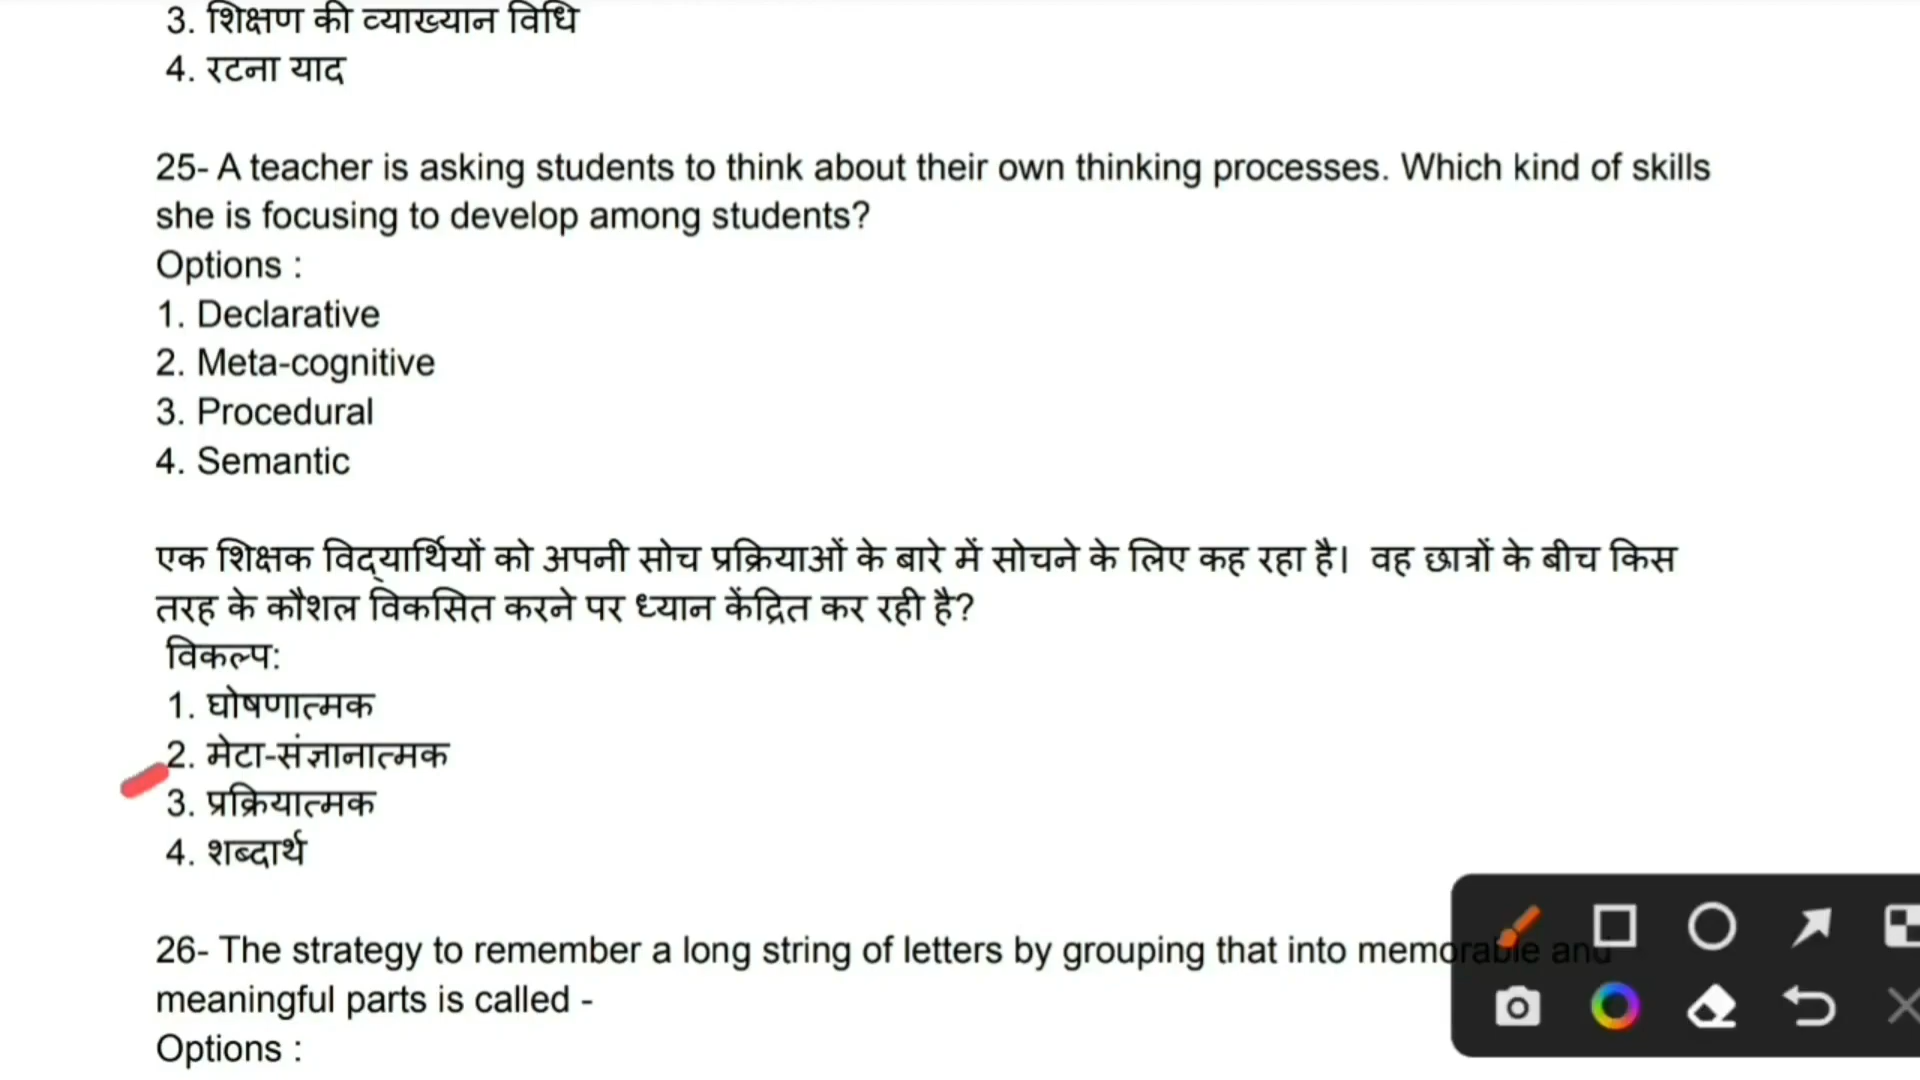 3. शिक्षण की व्याख्यान विधि
4. रटना याद
25- A teacher is asking students to think about their own thinking processes. Which kind of skills
she is focusing to develop among students?
Options :
1. Declarative
2. Meta-cognitive
3. Procedural
4. Semantic
एक शिक्षक विद्यार्थियों को अपनी सोच प्रक्रियाओं के बारे में सोचने के लिए कह रहा है। वह छात्रों के बीच किस
तरह के कौशल विकसित करने पर ध्यान केंद्रित कर रही है?
विकल्प:
1. घोषणात्मक
2. मेटा-संज्ञानात्मक
3. प्रक्रियात्मक
4. शब्दार्थ
26- The strategy to remember a long string of letters by grouping that into memorable and
meaningful parts is called -
Options :